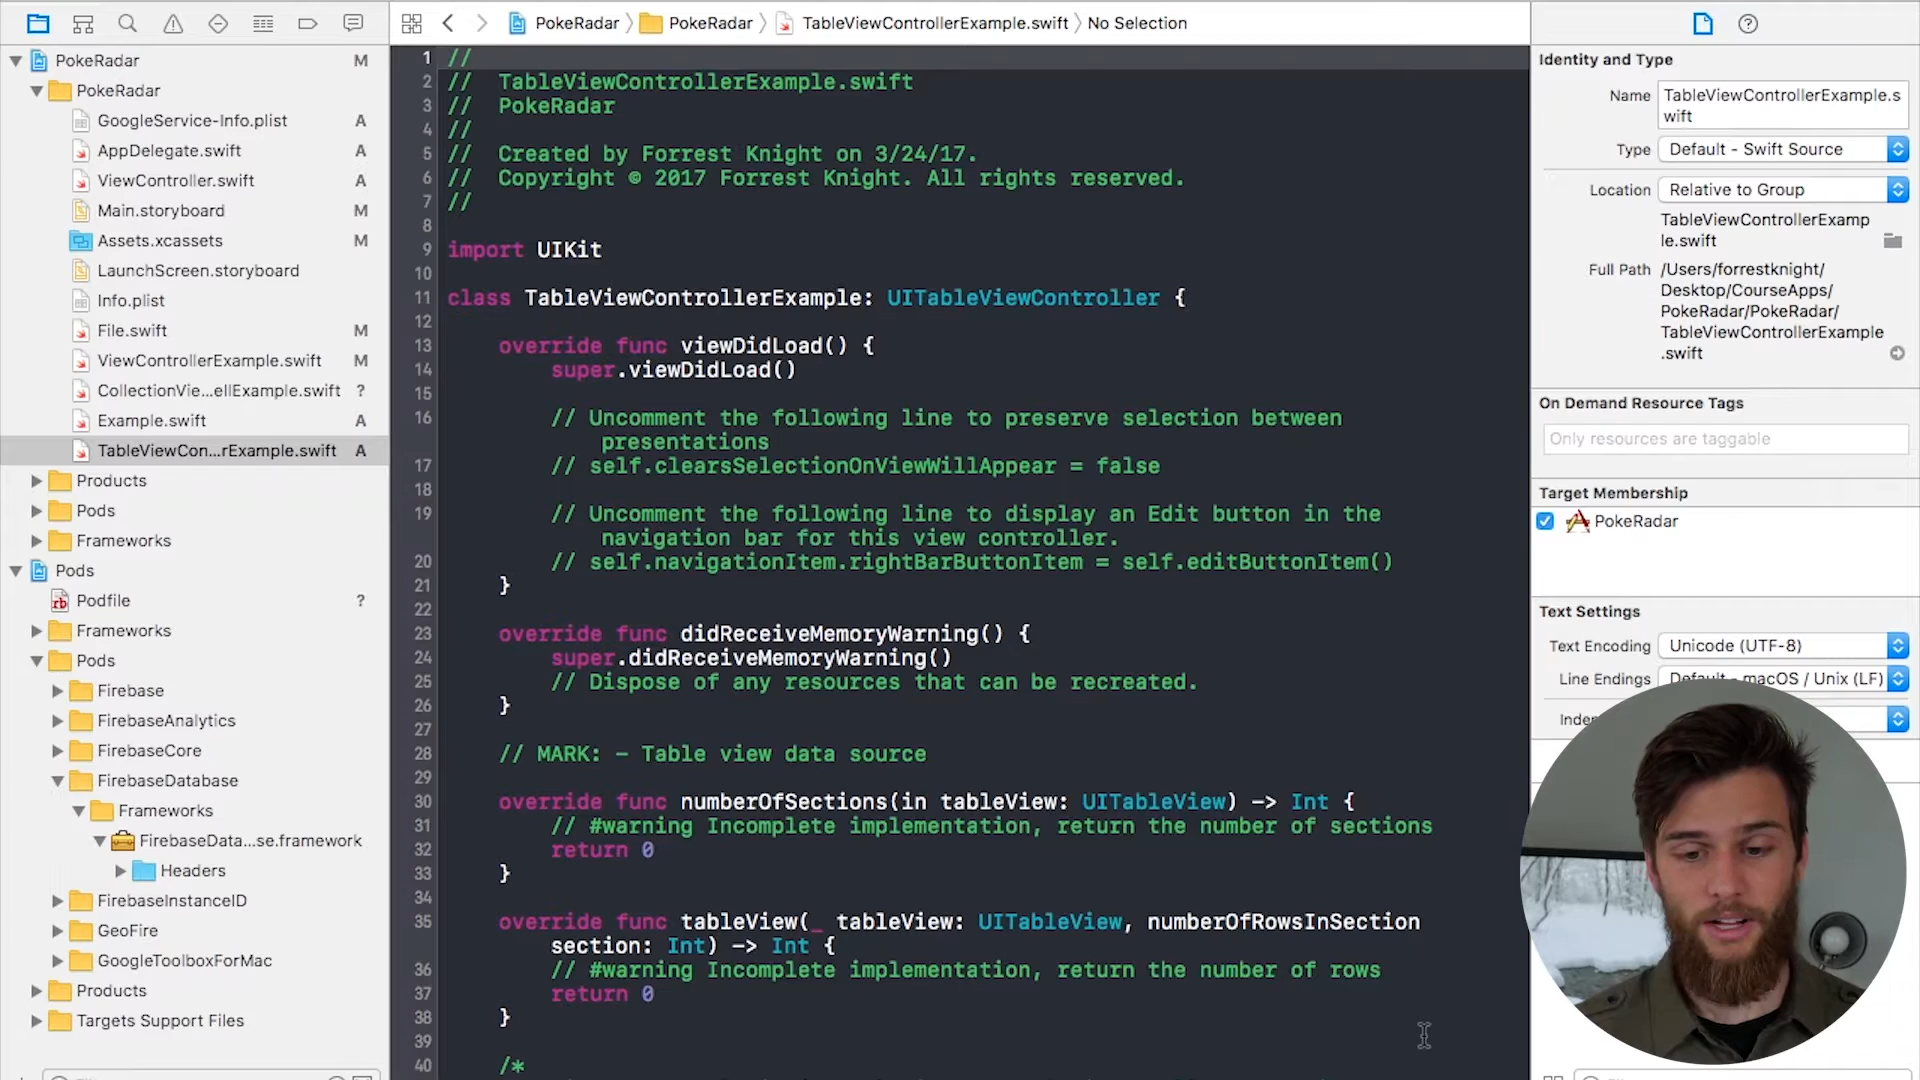 PokeRadar
PokeRadar
TableViewControllerExample.swift
No Selection
PokeRadar M
PokeRadar
GoogleService-Info.plist A
AppDelegate.swift A
ViewController.swift A
Main.storyboard M
Assets.xcassets M
LaunchScreen.storyboard
Info.plist
File.swift M
ViewControllerExample.swift M
CollectionVie...ellExample.swift ?
Example.swift A
TableViewCon...rExample.swift A
Products
Pods
Frameworks
Pods
Podfile ?
Frameworks
Pods
Firebase
FirebaseAnalytics
FirebaseCore
FirebaseDatabase
Frameworks
FirebaseData...se.framework
Headers
FirebaseInstanceID
GeoFire
GoogleToolboxForMac
Products
Targets Support Files
1 //
2 // TableViewControllerExample.swift
3 // PokeRadar
4 //
5 // Created by Forrest Knight on 3/24/17.
6 // Copyright © 2017 Forrest Knight. All rights reserved.
7 //
8
9 import UIKit
10
11 class TableViewControllerExample: UITableViewController {
12
13 override func viewDidLoad() {
14 super.viewDidLoad()
15
16 // Uncomment the following line to preserve selection between
presentations
17 // self.clearsSelectionOnViewWillAppear = false
18
19 // Uncomment the following line to display an Edit button in the
navigation bar for this view controller.
20 // self.navigationItem.rightBarButtonItem = self.editButtonItem()
21 }
22
23 override func didReceiveMemoryWarning() {
24 super.didReceiveMemoryWarning()
25 // Dispose of any resources that can be recreated.
26 }
27
28 // MARK: - Table view data source
29
30 override func numberOfSections(in tableView: UITableView) -> Int {
31 // #warning Incomplete implementation, return the number of sections
32 return 0
33 }
34
35 override func tableView(_ tableView: UITableView, numberOfRowsInSection
section: Int) -> Int {
36 // #warning Incomplete implementation, return the number of rows
37 return 0
38 }
39
40 /*
Identity and Type
Name TableViewControllerExample.s
wift
Type Default - Swift Source
Location Relative to Group
TableViewControllerExamp
le.swift
Full Path /Users/forrestknight/
Desktop/CourseApps/
PokeRadar/PokeRadar/
TableViewControllerExample
.swift
On Demand Resource Tags
Only resources are taggable
Target Membership
PokeRadar
Text Settings
Text Encoding Unicode (UTF-8)
Line Endings Default - macOS / Unix (LF)